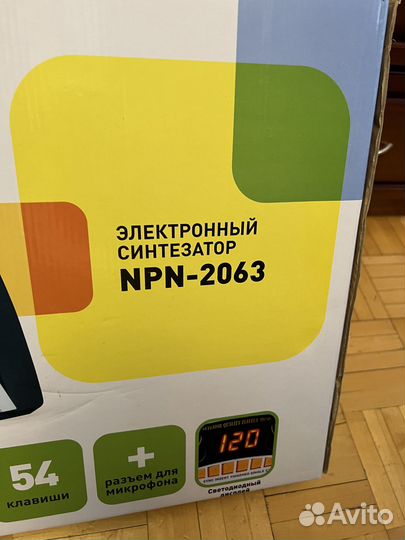 ЭЛЕКТРОННЫЙ
СИНТЕЗАТОР
NPN-2063
54
клавиши
+
разъем для
микрофона
120
Светодиодный
дисплей
Avito